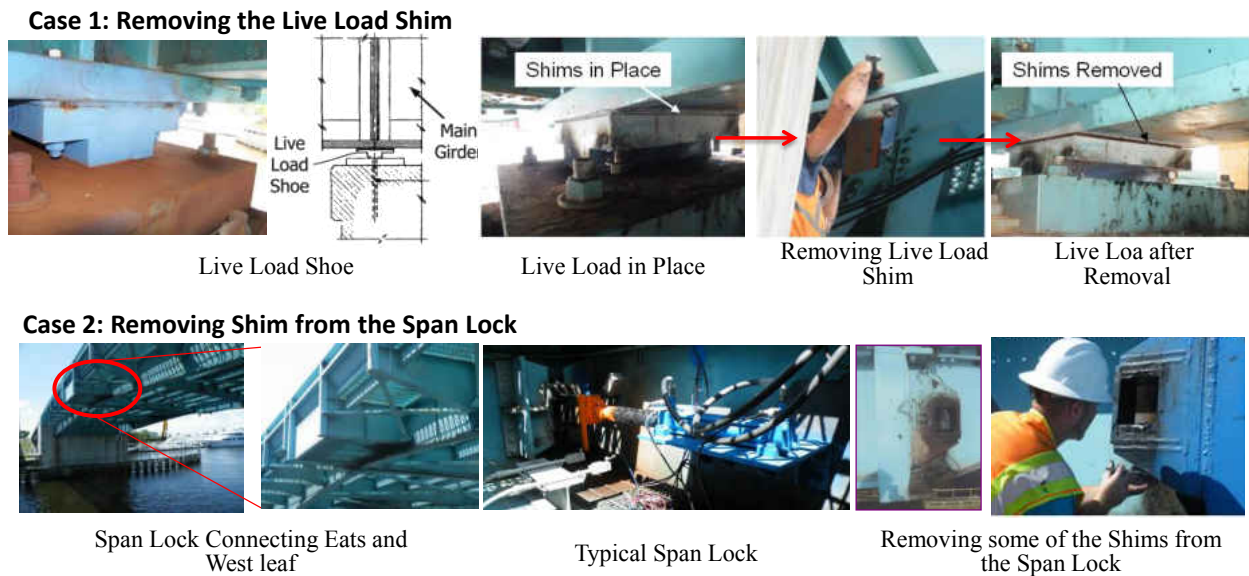 Case 1: Removing the Live Load Shim
Live
Load
Shoe
Main
Girder
Shims in Place
Shims Removed
Live Load Shoe
Live Load in Place
Removing Live Load
Shim
Live Loa after
Removal
Case 2: Removing Shim from the Span Lock
Span Lock Connecting Eats and
West leaf
Typical Span Lock
Removing some of the Shims from
the Span Lock